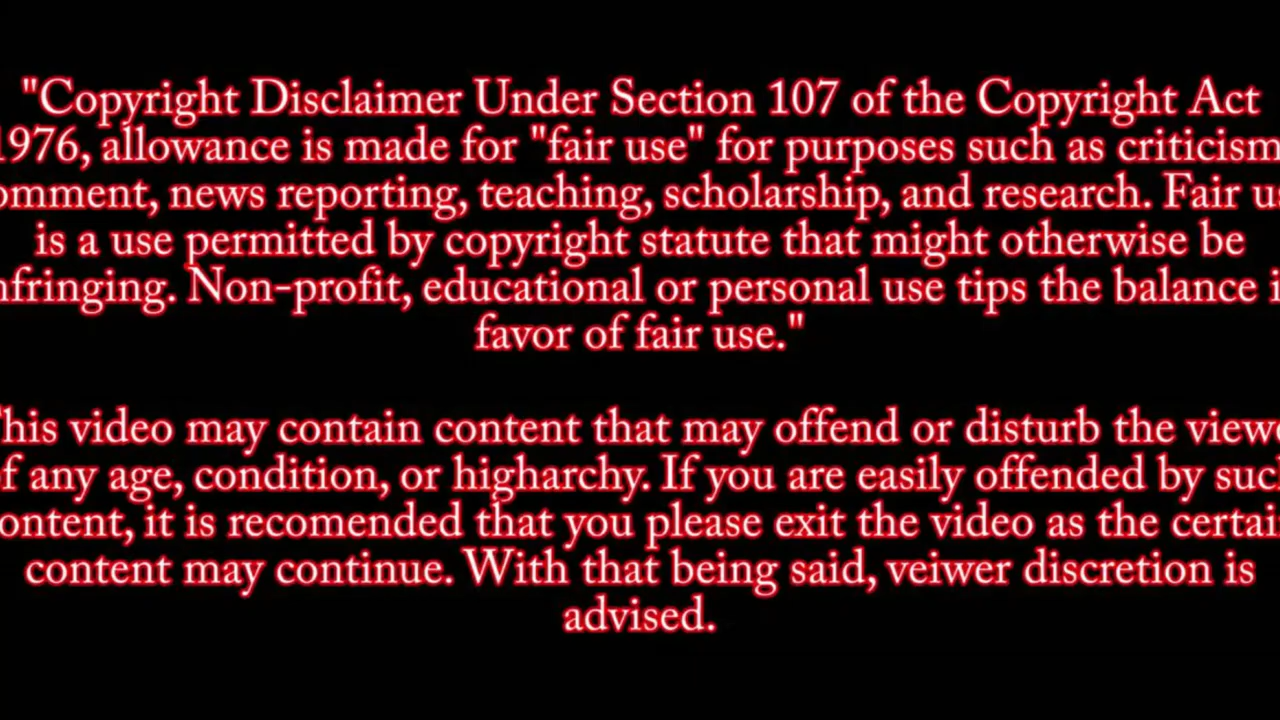 "Copyright Disclaimer Under Section 107 of the Copyright Act
1976, allowance is made for "fair use" for purposes such as criticism
omment, news reporting, teaching, scholarship, and research. Fair u
is a use permitted by copyright statute that might otherwise be
nfringing. Non-profit, educational or personal use tips the balance i
favor of fair use."
This video may contain content that may offend or disturb the viewe
of any age, condition, or higharchy. If you are easily offended by suc
ontent, it is recomended that you please exit the video as the certai
content may continue. With that being said, veiwer discretion is
advised.